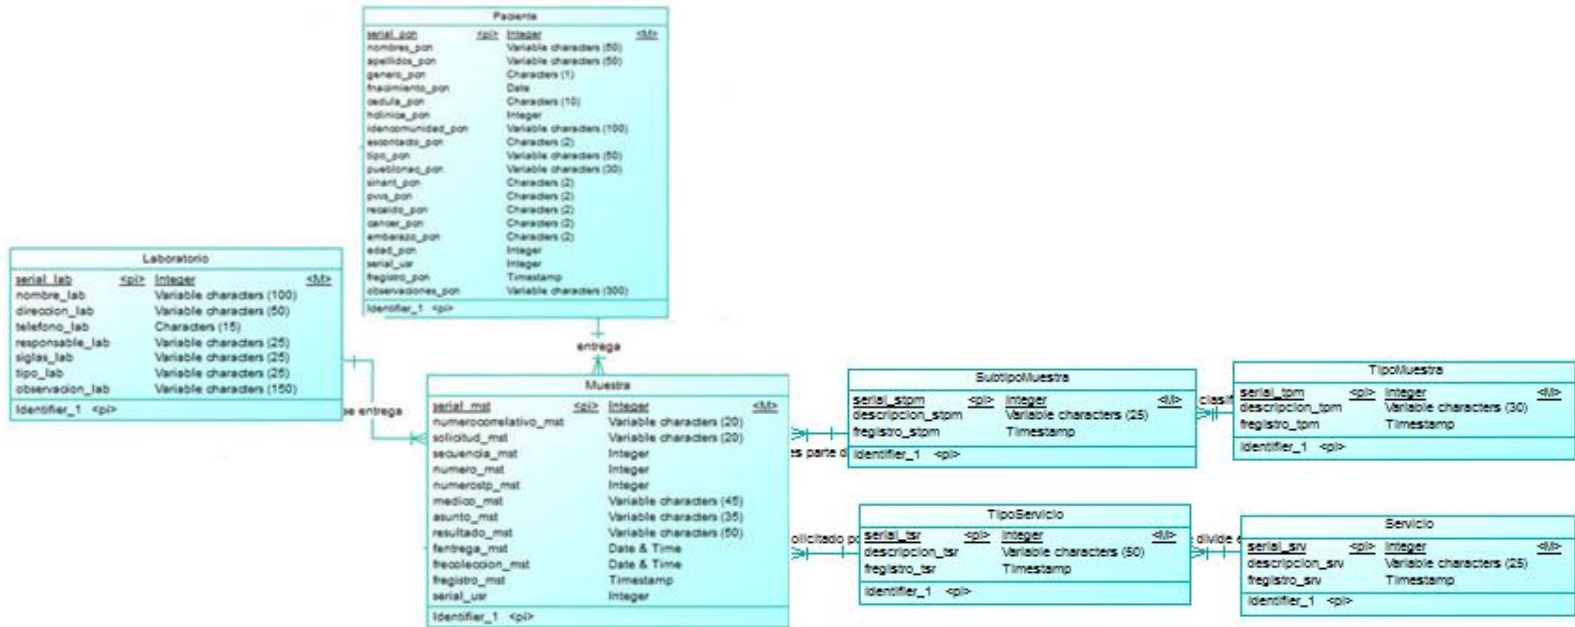 Paciente
serial_pcn <pi> Integer <M>
nombres_pcn Variable characters (50)
apellidos_pcn Variable characters (50)
genero_pcn Characters (1)
fnacimiento_pcn Date
cedula_pcn Characters (10)
hclinica_pcn Integer
idencomunidad_pcn Variable characters (100)
escontacto_pcn Characters (2)
tipo_pcn Variable characters (50)
pueblonac_pcn Variable characters (30)
sinant_pcn Characters (2)
pvvs_pcn Characters (2)
recaido_pcn Characters (2)
cancer_pcn Characters (2)
embarazo_pcn Characters (2)
edad_pcn Integer
serial_usr Integer
fregistro_pcn Timestamp
observaciones_pcn Variable characters (300)
Identifier_1 <pi>
Laboratorio
serial_lab <pi> Integer <M>
nombre_lab Variable characters (100)
direccion_lab Variable characters (50)
telefono_lab Characters (15)
responsable_lab Variable characters (25)
siglas_lab Variable characters (25)
tipo_lab Variable characters (25)
observacion_lab Variable characters (150)
Identifier_1 <pi>
se entrega
entrega
Muestra
serial_mst <pi> Integer <M>
numerocorrelativo_mst Variable characters (20)
solicitud_mst Variable characters (20)
secuencia_mst Integer
numero_mst Integer
numerostp_mst Integer
medico_mst Variable characters (45)
asunto_mst Variable characters (35)
resultado_mst Variable characters (50)
fentrega_mst Date & Time
frecoleccion_mst Date & Time
fregistro_mst Timestamp
serial_usr Integer
Identifier_1 <pi>
es parte d
SubtipoMuestra
serial_stpm <pi> Integer <M>
descripcion_stpm Variable characters (25)
fregistro_stpm Timestamp
Identifier_1 <pi>
clasif
TipoMuestra
serial_tpm <pi> Integer <M>
descripcion_tpm Variable characters (30)
fregistro_tpm Timestamp
Identifier_1 <pi>
olicitado po
TipoServicio
serial_tsr <pi> Integer <M>
descripcion_tsr Variable characters (50)
fregistro_tsr Timestamp
Identifier_1 <pi>
divide e
Servicio
serial_srv <pi> Integer <M>
descripcion_srv Variable characters (25)
fregistro_srv Timestamp
Identifier_1 <pi>